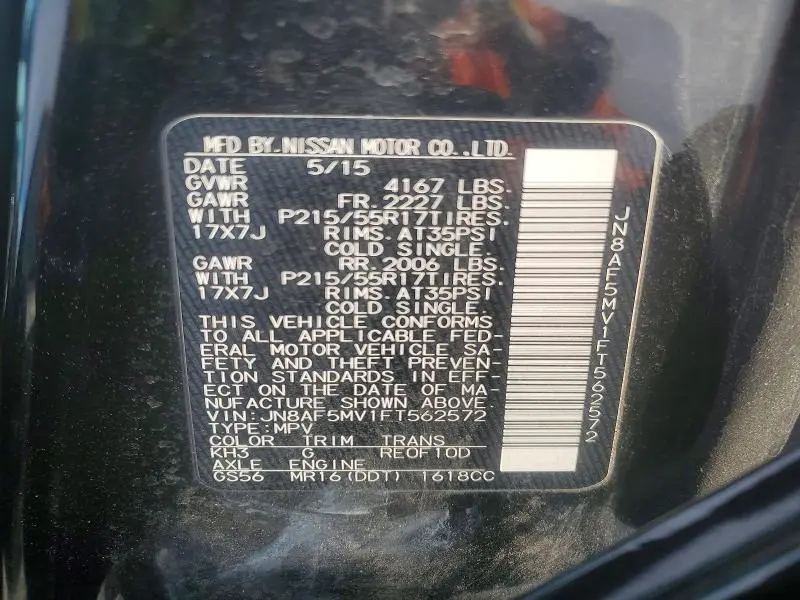 MFD BY NISSAN MOTOR CO.,LTD.
DATE 5/15
GVWR 4167 LBS.
GAWR FR. 2227 LBS.
WITH P215/55R17TIRES.
17X7J RIMS. AT35PSI
COLD SINGLE.
GAWR RR. 2006 LBS.
WITH P215/55R17TIRES.
17X7J RIMS. AT35PSI
COLD SINGLE.
THIS VEHICLE CONFORMS
TO ALL APPLICABLE FED-
ERAL MOTOR VEHICLE SA-
FETY AND THEFT PREVEN-
TION STANDARDS IN EFF-
ECT ON THE DATE OF MA-
NUFACTURE SHOWN ABOVE.
VIN:JN8AF5MV1FT562572
TYPE:MPV
COLOR TRIM TRANS
KH3 G RE0F10D
AXLE ENGINE
GS56 MR16(DDT) 1618CC
JN8AF5MV1FT562572